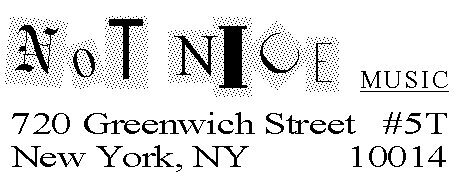 NoT NICE MUSIC
720 Greenwich Street #5T
New York, NY 10014